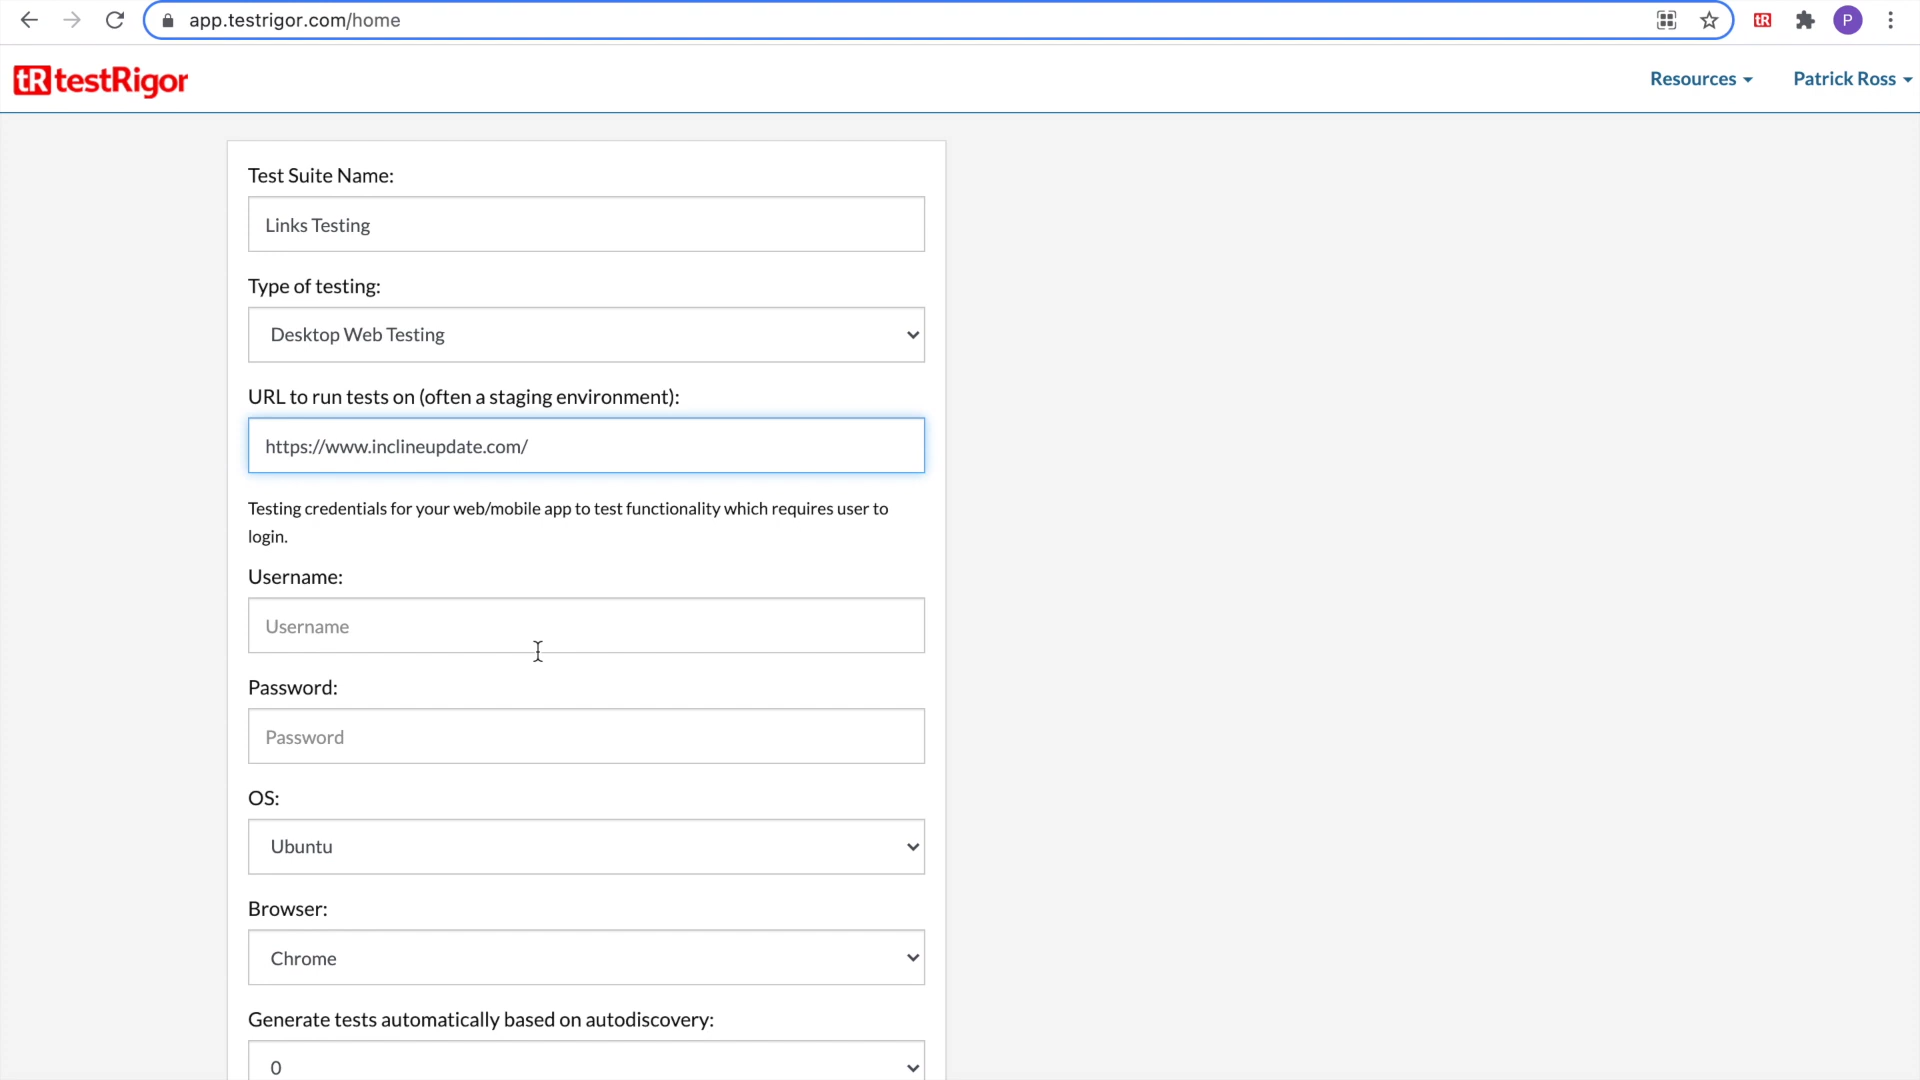 app.testrigor.com/home
tR
P
tR testRigor
Resources
Patrick Ross
Test Suite Name:
Links Testing
Type of testing:
Desktop Web Testing
URL to run tests on (often a staging environment):
https://www.inclineupdate.com/
Testing credentials for your web/mobile app to test functionality which requires user to
login.
Username:
Username
Password:
Password
OS:
Ubuntu
Browser:
Chrome
Generate tests automatically based on autodiscovery:
0